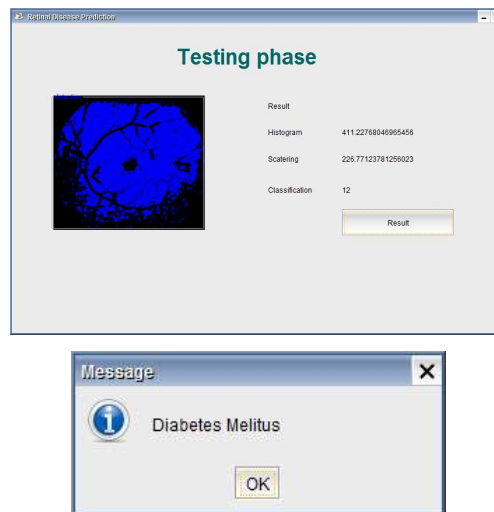 Retinal Disease Prediction
Testing phase
Result
Histogram 411.22768046965456
Scatering 226.77123781256023
Classification 12
Result
Message
Diabetes Melitus
OK